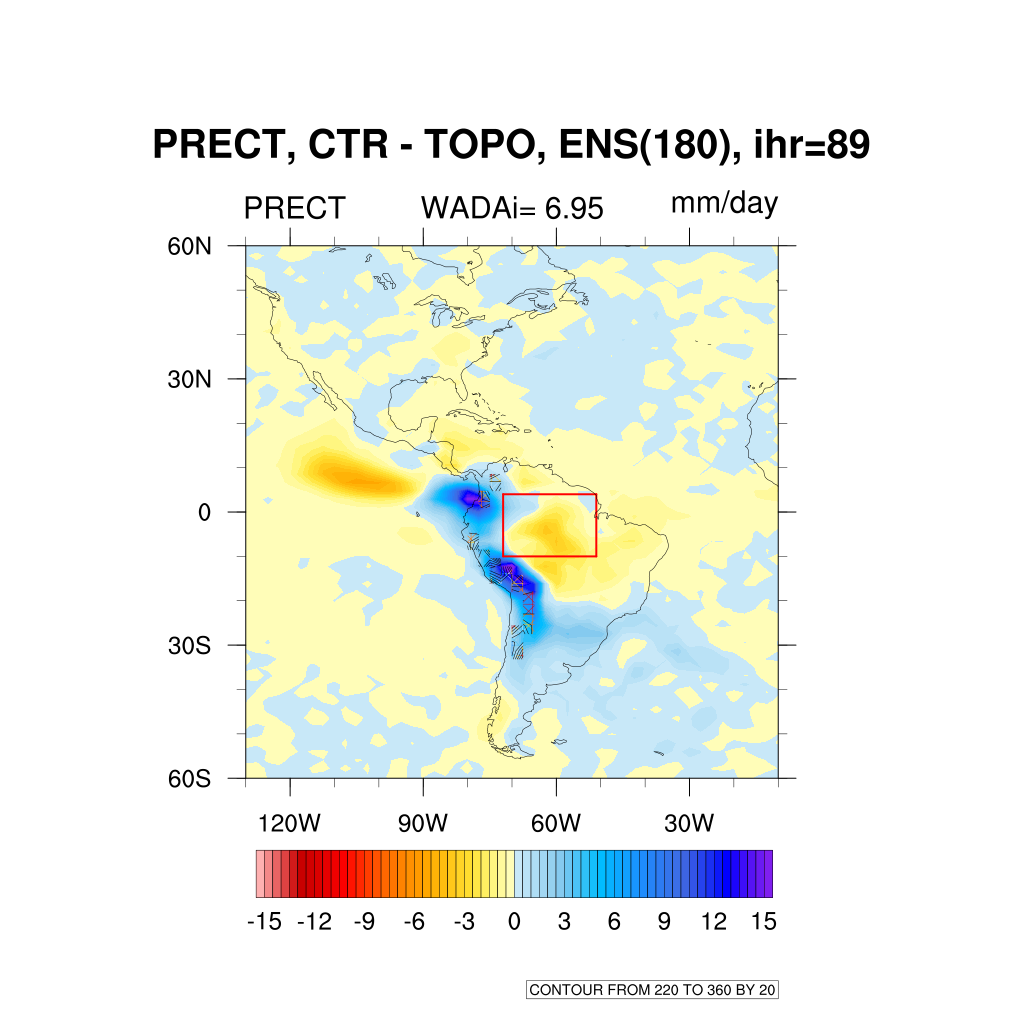 PRECT, CTR - TOPO, ENS(180), ihr=89
PRECT WADAi= 6.95 mm/day
60N
30N
0
30S
60S
120W 90W 60W 30W
-15 -12 -9 -6 -3 0 3 6 9 12 15
CONTOUR FROM 220 TO 360 BY 20